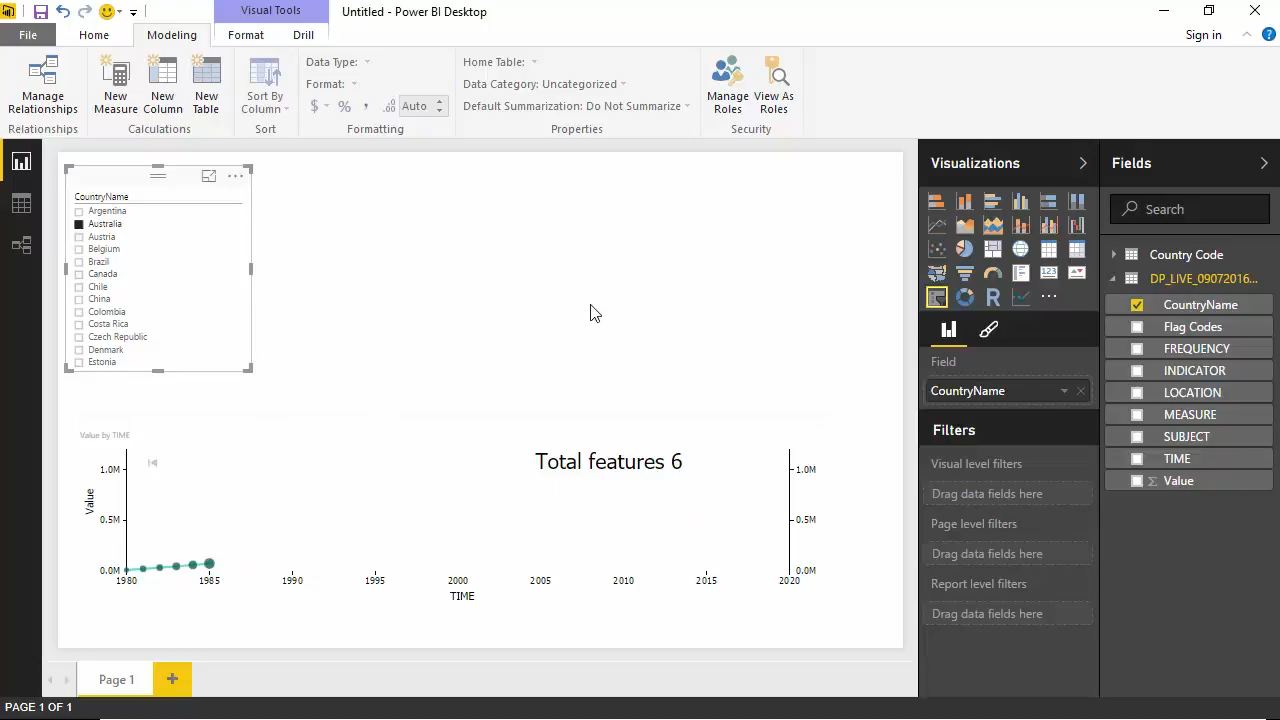 Visual Tools
Untitled - Power BI Desktop
File
Home
Modeling
Format
Drill
Sign in
Manage Relationships
Relationships
New Measure
New Column
New Table
Calculations
Sort By Column
Sort
Data Type:
Format:
$ % , .00 Auto
Formatting
Home Table:
Data Category: Uncategorized
Default Summarization: Do Not Summarize
Properties
Manage Roles
View As Roles
Security
CountryName
Argentina
Australia
Austria
Belgium
Brazil
Canada
Chile
China
Colombia
Costa Rica
Czech Republic
Denmark
Estonia
Value by TIME
Total features 6
Value
1.0M
0.5M
0.0M
1.0M
0.5M
0.0M
1980 1985 1990 1995 2000 2005 2010 2015 2020
TIME
Visualizations
R
123
Field
CountryName
Filters
Visual level filters
Drag data fields here
Page level filters
Drag data fields here
Report level filters
Drag data fields here
Fields
Search
Country Code
DP_LIVE_09072016...
CountryName
Flag Codes
FREQUENCY
INDICATOR
LOCATION
MEASURE
SUBJECT
TIME
Σ Value
Page 1
PAGE 1 OF 1